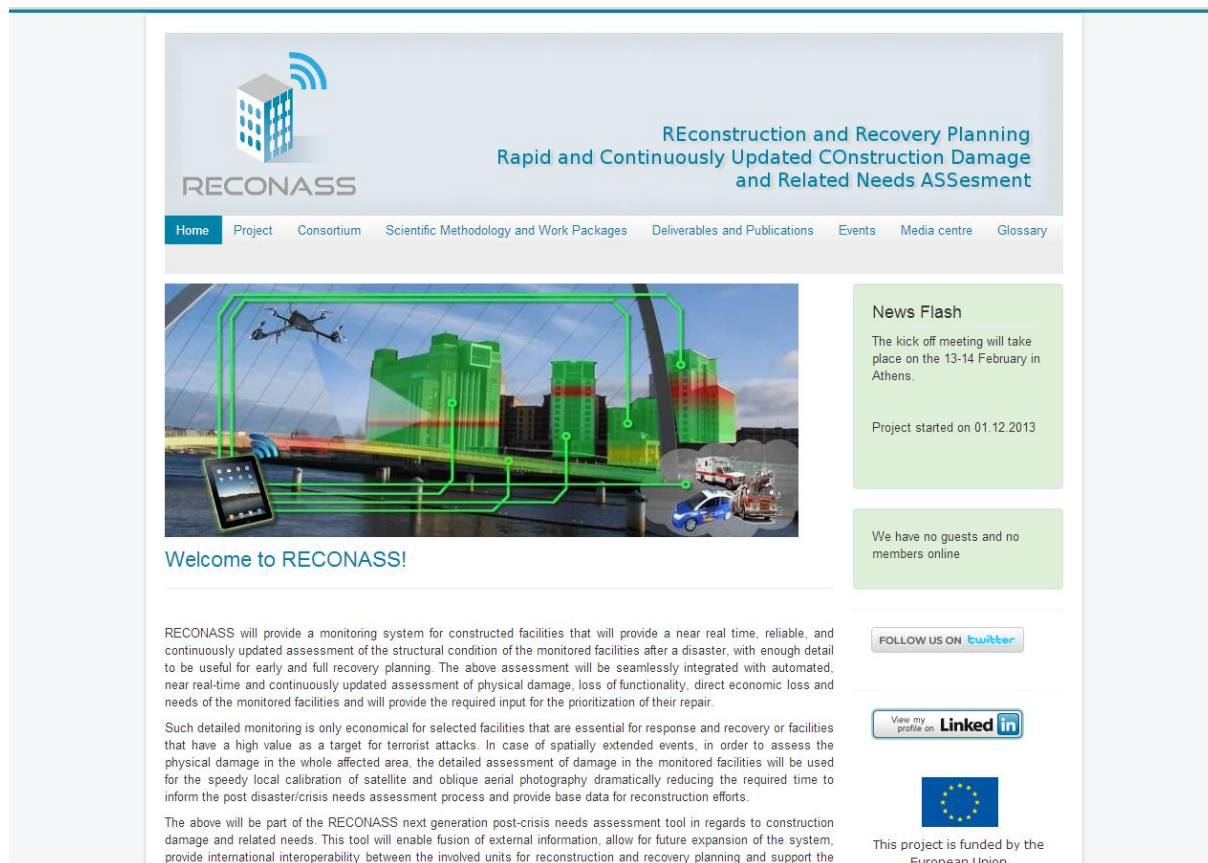 REconstruction and Recovery Planning
Rapid and Continuously Updated COnstruction Damage
and Related Needs ASSesment
RECONASS
Home Project Consortium Scientific Methodology and Work Packages Deliverables and Publications Events Media centre Glossary
News Flash
The kick off meeting will take
place on the 13-14 February in
Athens.
Project started on 01.12.2013
We have no guests and no
members online
Welcome to RECONASS!
RECONASS will provide a monitoring system for constructed facilities that will provide a near real time, reliable, and
continuously updated assessment of the structural condition of the monitored facilities after a disaster, with enough detail
to be useful for early and full recovery planning. The above assessment will be seamlessly integrated with automated,
near real-time and continuously updated assessment of physical damage, loss of functionality, direct economic loss and
needs of the monitored facilities and will provide the required input for the prioritization of their repair.
Such detailed monitoring is only economical for selected facilities that are essential for response and recovery or facilities
that have a high value as a target for terrorist attacks. In case of spatially extended events, in order to assess the
physical damage in the whole affected area, the detailed assessment of damage in the monitored facilities will be used
for the speedy local calibration of satellite and oblique aerial photography dramatically reducing the required time to
inform the post disaster/crisis needs assessment process and provide base data for reconstruction efforts.
The above will be part of the RECONASS next generation post-crisis needs assessment tool in regards to construction
damage and related needs. This tool will enable fusion of external information, allow for future expansion of the system,
provide international interoperability between the involved units for reconstruction and recovery planning and support the
FOLLOW US ON twitter
View my
profile on Linked in
This project is funded by the
European Union